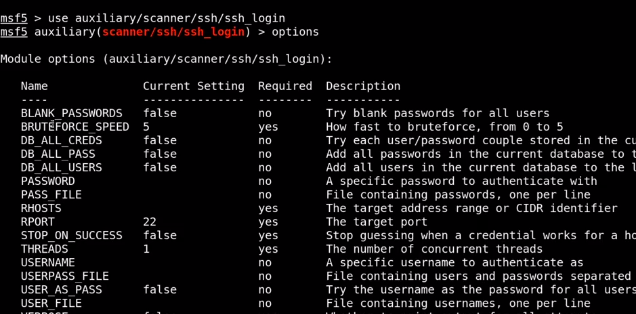 msf5 > use auxiliary/scanner/ssh/ssh_login
msf5 auxiliary(scanner/ssh/ssh_login) > options
Module options (auxiliary/scanner/ssh/ssh_login):
Name Current Setting Required Description
---- --------------- -------- -----------
BLANK_PASSWORDS false no Try blank passwords for all users
BRUTEFORCE_SPEED 5 yes How fast to bruteforce, from 0 to 5
DB_ALL_CREDS false no Try each user/password couple stored in the cu
DB_ALL_PASS false no Add all passwords in the current database to t
DB_ALL_USERS false no Add all users in the current database to the l
PASSWORD no A specific password to authenticate with
PASS_FILE no File containing passwords, one per line
RHOSTS yes The target address range or CIDR identifier
RPORT 22 yes The target port
STOP_ON_SUCCESS false yes Stop guessing when a credential works for a ho
THREADS 1 yes The number of concurrent threads
USERNAME no A specific username to authenticate as
USERPASS_FILE no File containing users and passwords separated
USER_AS_PASS false no Try the username as the password for all users
USER_FILE no File containing usernames, one per line